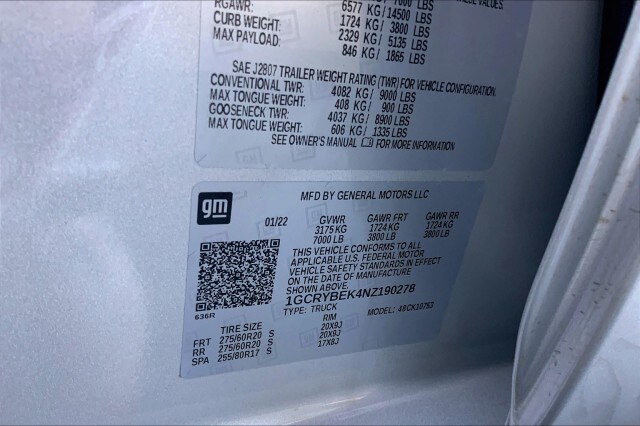 7000 LBS
VALUES.
RGAWR: 6577 KG/14500 LBS
CURB WEIGHT: 1724 KG/ 3800 LBS
MAX PAYLOAD: 2329 KG/ 5135 LBS
846 KG/ 1865 LBS
SAE J2807 TRAILER WEIGHT RATING (TWR) FOR VEHICLE CONFIGURATION.
CONVENTIONAL TWR: 4082 KG/ 9000 LBS
MAX TONGUE WEIGHT: 408 KG/ 900 LBS
GOOSENECK TWR: 4037 KG/ 8900 LBS
MAX TONGUE WEIGHT: 606 KG/ 1335 LBS
SEE OWNER'S MANUAL FOR MORE INFORMATION
gm
MFD BY GENERAL MOTORS LLC
01/22 GVWR GAWR FRT GAWR RR
3175 KG 1724 KG 1724 KG
7000 LB 3800 LB 3800 LB
THIS VEHICLE CONFORMS TO ALL
APPLICABLE U.S. FEDERAL MOTOR
VEHICLE SAFETY STANDARDS IN EFFECT
ON THE DATE OF MANUFACTURE
1GCRYBEK4NZ190278
TYPE: TRUCK MODEL: 48CK10753
636R
TIRE SIZE RIM
FRT 275/60R20 S 20X9J
RR 275/60R20 S 20X9J
SPA 255/80R17 S 17X8J